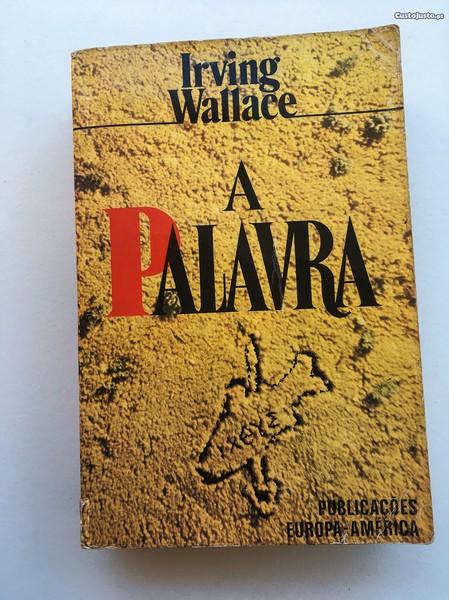 Custojusto.pt
Irving
Wallace
A
PALAVRA
PUBLICAÇÕES
EUROPA-AMÉRICA